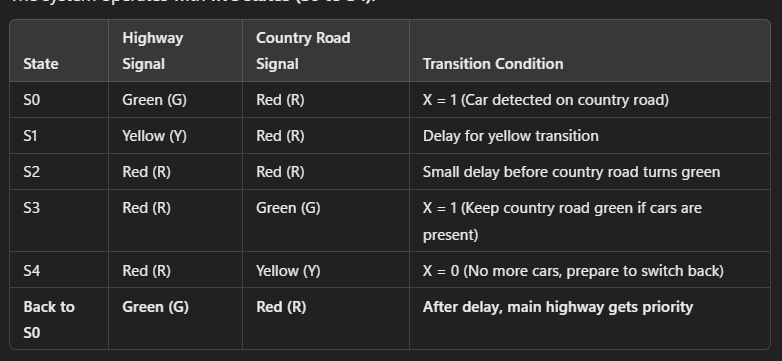 The system operates with five states (S0 to S4):
Highway Country Road
State Signal Signal Transition Condition
S0 Green (G) Red (R) X = 1 (Car detected on country road)
S1 Yellow (Y) Red (R) Delay for yellow transition
S2 Red (R) Red (R) Small delay before country road turns green
S3 Red (R) Green (G) X = 1 (Keep country road green if cars are
present)
S4 Red (R) Yellow (Y) X = 0 (No more cars, prepare to switch back)
Back to Green (G) Red (R) After delay, main highway gets priority
S0